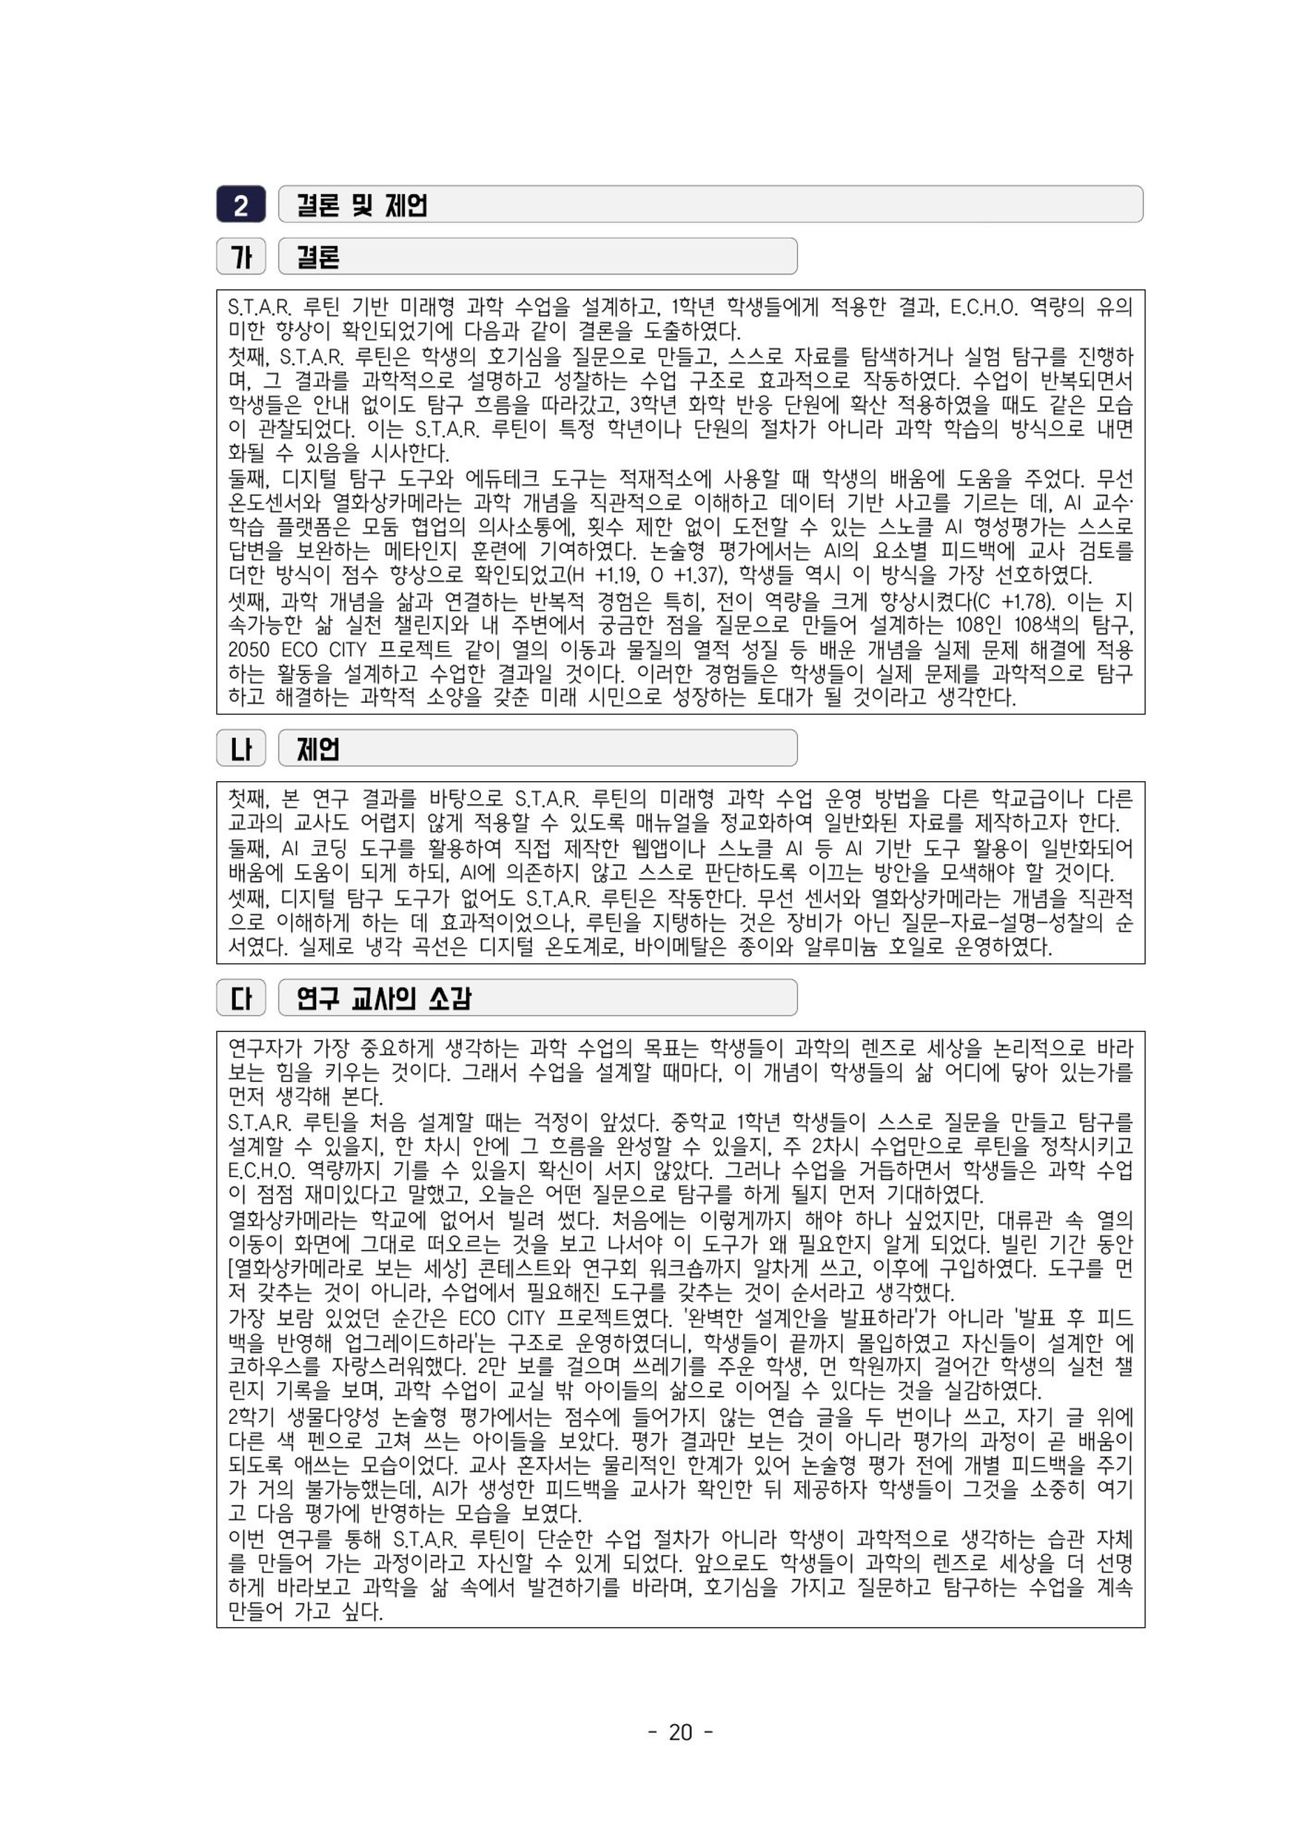 2 결론 및 제언
가 결론
S.T.A.R. 루틴 기반 미래형 과학 수업을 설계하고, 1학년 학생들에게 적용한 결과, E.C.H.O. 역량의 유의
미한 향상이 확인되었기에 다음과 같이 결론을 도출하였다.
첫째, S.T.A.R. 루틴은 학생의 호기심을 질문으로 만들고, 스스로 자료를 탐색하거나 실험 탐구를 진행하
며, 그 결과를 과학적으로 설명하고 성찰하는 수업 구조로 효과적으로 작동하였다. 수업이 반복되면서
학생들은 안내 없이도 탐구 흐름을 따라갔고, 3학년 화학 반응 단원에 확산 적용하였을 때도 같은 모습
이 관찰되었다. 이는 S.T.A.R. 루틴이 특정 학년이나 단원의 절차가 아니라 과학 학습의 방식으로 내면
화될 수 있음을 시사한다.
둘째, 디지털 탐구 도구와 에듀테크 도구는 적재적소에 사용할 때 학생의 배움에 도움을 주었다. 무선
온도센서와 열화상카메라는 과학 개념을 직관적으로 이해하고 데이터 기반 사고를 기르는 데, AI 교수·
학습 플랫폼은 모둠 협업의 의사소통에, 횟수 제한 없이 도전할 수 있는 스노클 AI 형성평가는 스스로
답변을 보완하는 메타인지 훈련에 기여하였다. 논술형 평가에서는 AI의 요소별 피드백에 교사 검토를
더한 방식이 점수 향상으로 확인되었고(H +1.19, O +1.37), 학생들 역시 이 방식을 가장 선호하였다.
셋째, 과학 개념을 삶과 연결하는 반복적 경험은 특히, 전이 역량을 크게 향상시켰다(C +1.78). 이는 지
속가능한 삶 실천 챌린지와 내 주변에서 궁금한 점을 질문으로 만들어 설계하는 108인 108색의 탐구,
2050 ECO CITY 프로젝트 같이 열의 이동과 물질의 열적 성질 등 배운 개념을 실제 문제 해결에 적용
하는 활동을 설계하고 수업한 결과일 것이다. 이러한 경험들은 학생들이 실제 문제를 과학적으로 탐구
하고 해결하는 과학적 소양을 갖춘 미래 시민으로 성장하는 토대가 될 것이라고 생각한다.
나 제언
첫째, 본 연구 결과를 바탕으로 S.T.A.R. 루틴의 미래형 과학 수업 운영 방법을 다른 학교급이나 다른
교과의 교사도 어렵지 않게 적용할 수 있도록 매뉴얼을 정교화하여 일반화된 자료를 제작하고자 한다.
둘째, AI 코딩 도구를 활용하여 직접 제작한 웹앱이나 스노클 AI 등 AI 기반 도구 활용이 일반화되어
배움에 도움이 되게 하되, AI에 의존하지 않고 스스로 판단하도록 이끄는 방안을 모색해야 할 것이다.
셋째, 디지털 탐구 도구가 없어도 S.T.A.R. 루틴은 작동한다. 무선 센서와 열화상카메라는 개념을 직관적
으로 이해하게 하는 데 효과적이었으나, 루틴을 지탱하는 것은 장비가 아닌 질문-자료-설명-성찰의 순
서였다. 실제로 냉각 곡선은 디지털 온도계로, 바이메탈은 종이와 알루미늄 호일로 운영하였다.
다 연구 교사의 소감
연구자가 가장 중요하게 생각하는 과학 수업의 목표는 학생들이 과학의 렌즈로 세상을 논리적으로 바라
보는 힘을 키우는 것이다. 그래서 수업을 설계할 때마다, 이 개념이 학생들의 삶 어디에 닿아 있는가를
먼저 생각해 본다.
S.T.A.R. 루틴을 처음 설계할 때는 걱정이 앞섰다. 중학교 1학년 학생들이 스스로 질문을 만들고 탐구를
설계할 수 있을지, 한 차시 안에 그 흐름을 완성할 수 있을지, 주 2차시 수업만으로 루틴을 정착시키고
E.C.H.O. 역량까지 기를 수 있을지 확신이 서지 않았다. 그러나 수업을 거듭하면서 학생들은 과학 수업
이 점점 재미있다고 말했고, 오늘은 어떤 질문으로 탐구를 하게 될지 먼저 기대하였다.
열화상카메라는 학교에 없어서 빌려 썼다. 처음에는 이렇게까지 해야 하나 싶었지만, 대류관 속 열의
이동이 화면에 그대로 떠오르는 것을 보고 나서야 이 도구가 왜 필요한지 알게 되었다. 빌린 기간 동안
[열화상카메라로 보는 세상] 콘테스트와 연구회 워크숍까지 알차게 쓰고, 이후에 구입하였다. 도구를 먼
저 갖추는 것이 아니라, 수업에서 필요해진 도구를 갖추는 것이 순서라고 생각했다.
가장 보람 있었던 순간은 ECO CITY 프로젝트였다. '완벽한 설계안을 발표하라'가 아니라 '발표 후 피드
백을 반영해 업그레이드하라'는 구조로 운영하였더니, 학생들이 끝까지 몰입하였고 자신들이 설계한 에
코하우스를 자랑스러워했다. 2만 보를 걸으며 쓰레기를 주운 학생, 먼 학원까지 걸어간 학생의 실천 챌
린지 기록을 보며, 과학 수업이 교실 밖 아이들의 삶으로 이어질 수 있다는 것을 실감하였다.
2학기 생물다양성 논술형 평가에서는 점수에 들어가지 않는 연습 글을 두 번이나 쓰고, 자기 글 위에
다른 색 펜으로 고쳐 쓰는 아이들을 보았다. 평가 결과만 보는 것이 아니라 평가의 과정이 곧 배움이
되도록 애쓰는 모습이었다. 교사 혼자서는 물리적인 한계가 있어 논술형 평가 전에 개별 피드백을 주기
가 거의 불가능했는데, AI가 생성한 피드백을 교사가 확인한 뒤 제공하자 학생들이 그것을 소중히 여기
고 다음 평가에 반영하는 모습을 보였다.
이번 연구를 통해 S.T.A.R. 루틴이 단순한 수업 절차가 아니라 학생이 과학적으로 생각하는 습관 자체
를 만들어 가는 과정이라고 자신할 수 있게 되었다. 앞으로도 학생들이 과학의 렌즈로 세상을 더 선명
하게 바라보고 과학을 삶 속에서 발견하기를 바라며, 호기심을 가지고 질문하고 탐구하는 수업을 계속
만들어 가고 싶다.
- 20 -